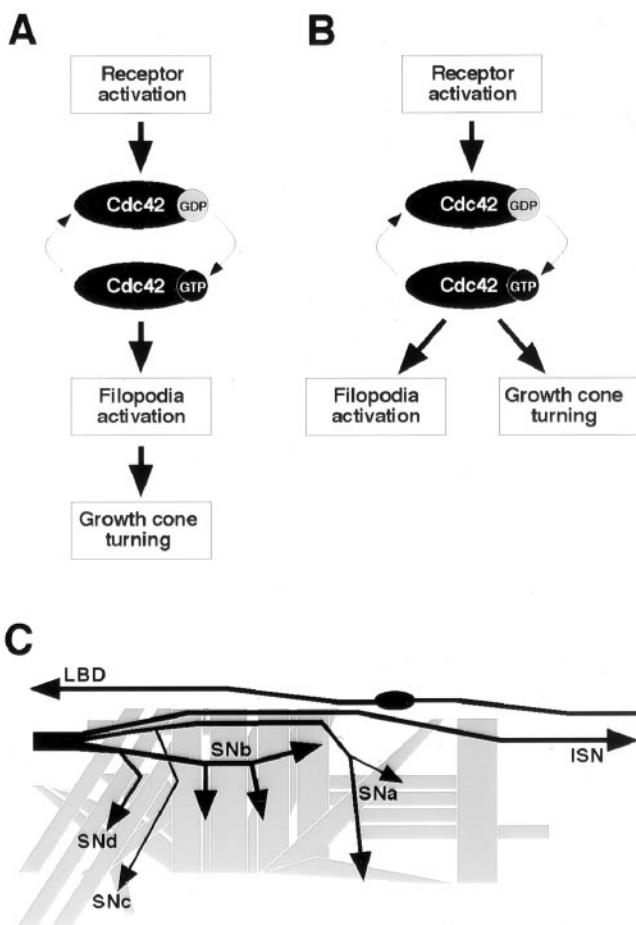 A
Receptor
activation
Cdc42 GDP
Cdc42 GTP
Filopodia
activation
Growth cone
turning
B
Receptor
activation
Cdc42 GDP
Cdc42 GTP
Filopodia
activation
Growth cone
turning
C
LBD
SNb
ISN
SNa
SNd
SNc